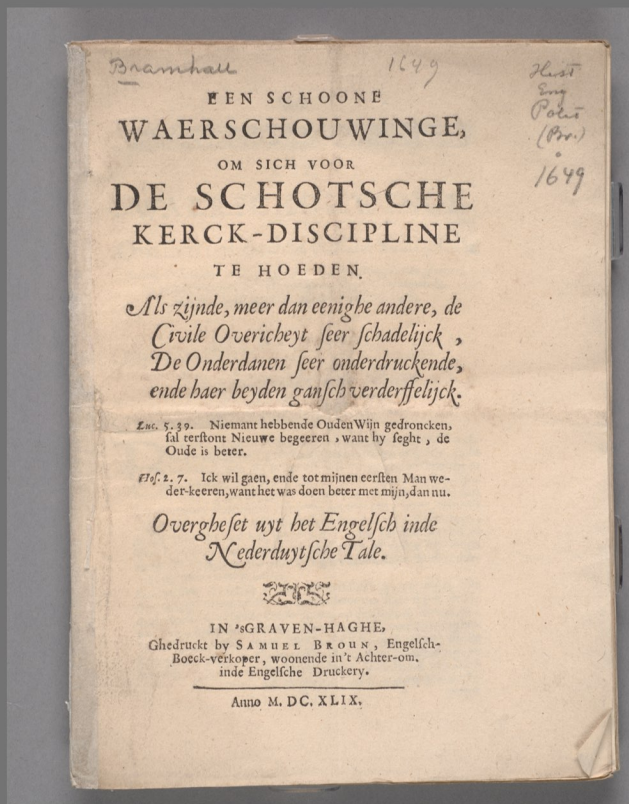 Bramhall
1649
Hist
Eng
Polit
(Br.)
1649
EEN SCHOONE
WAERSCHOUWINGE,
OM SICH VOOR
DE SCHOTSCHE
KERCK-DISCIPLINE
TE HOEDEN.
Als zijnde, meer dan eenighe andere, de
Civile Overicheyt ſeer ſchadelijck,
De Onderdanen ſeer onderdruckende,
ende haer beyden ganſch verderffelijck.
Luc. 5.39. Niemant hebbende Ouden Wijn gedroncken,
ſal terſtont Nieuwe begeeren, want hy ſeght, de
Oude is beter.
Hoſ. 2.7. Ick wil gaen, ende tot mijnen eerſten Man we-
der-keeren, want het was doen beter met mijn, dan nu.
Overgheſet uyt het Engelſch inde
Nederduytſche Tale.
IN 'sGRAVEN-HAGHE,
Ghedruckt by SAMUEL BROUN, Engelſch-
Boeck-verkoper, woonende in't Achter-om.
inde Engelſche Druckery.
Anno M. DC. XLIX.